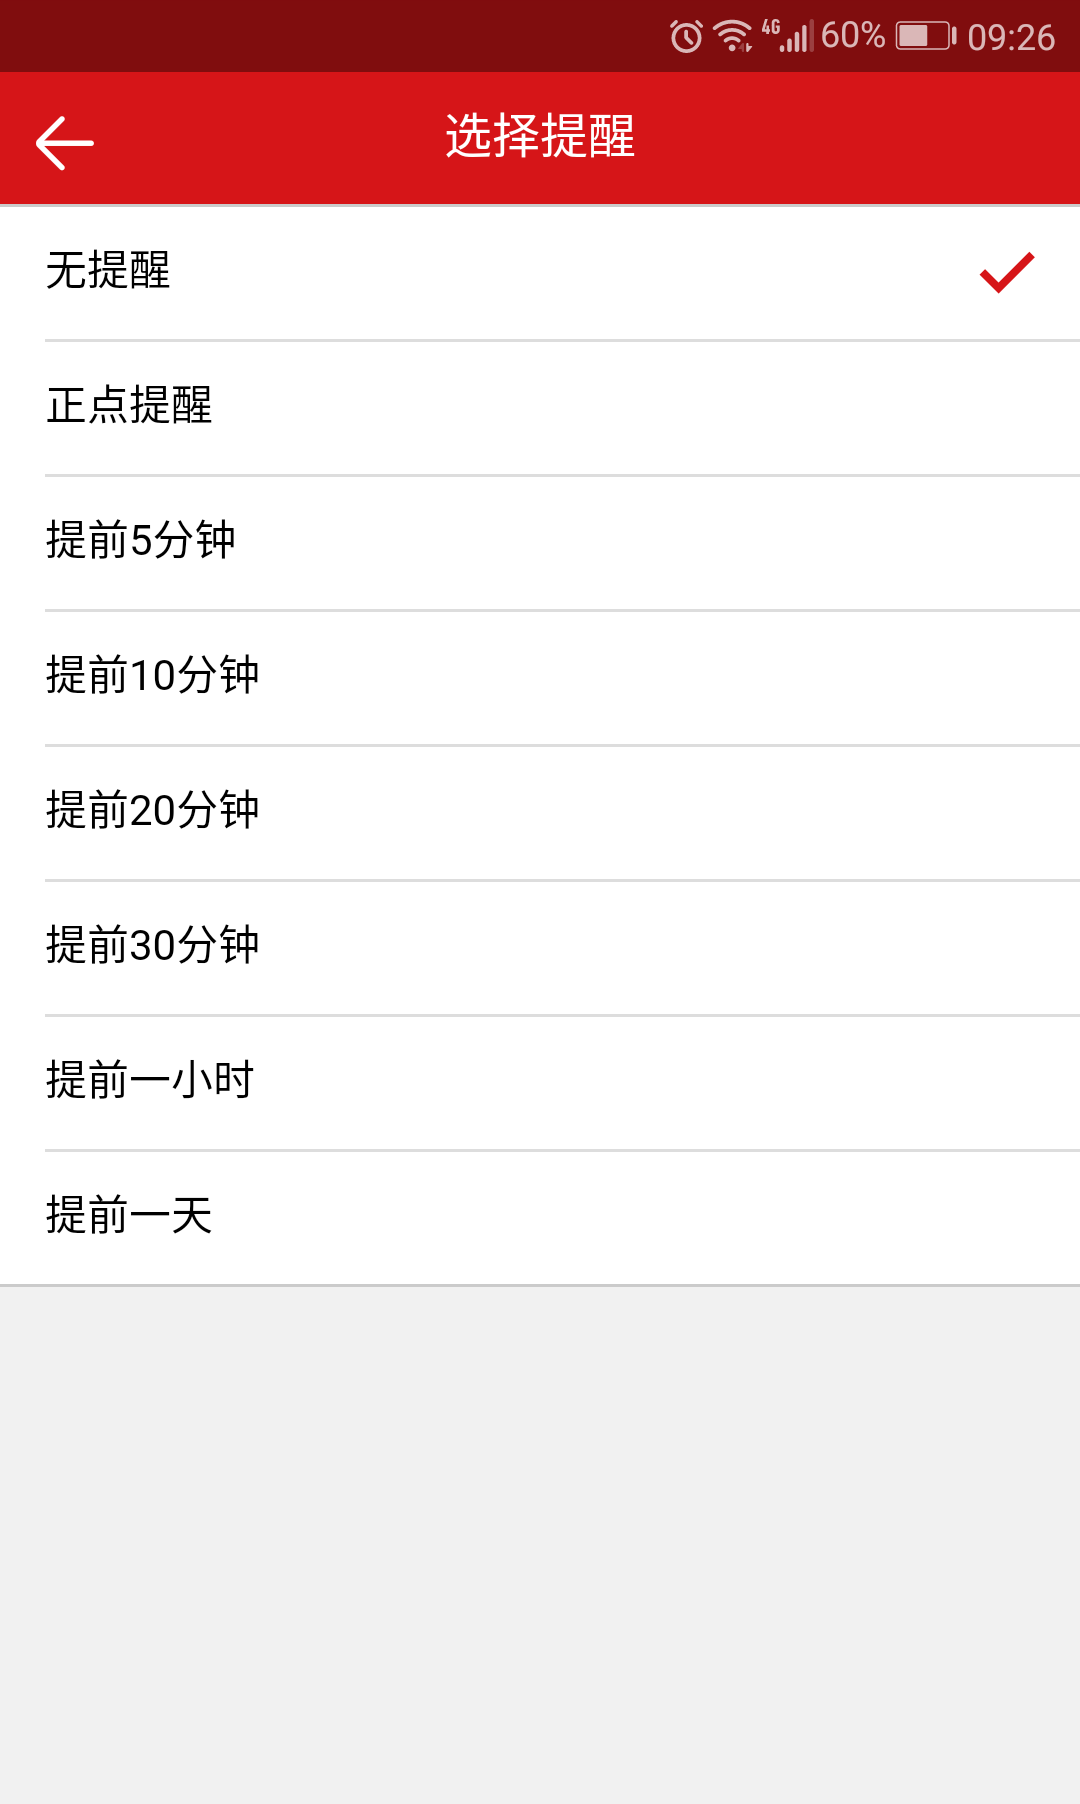 4G 60% 09:26
选择提醒
无提醒
正点提醒
提前5分钟
提前10分钟
提前20分钟
提前30分钟
提前一小时
提前一天